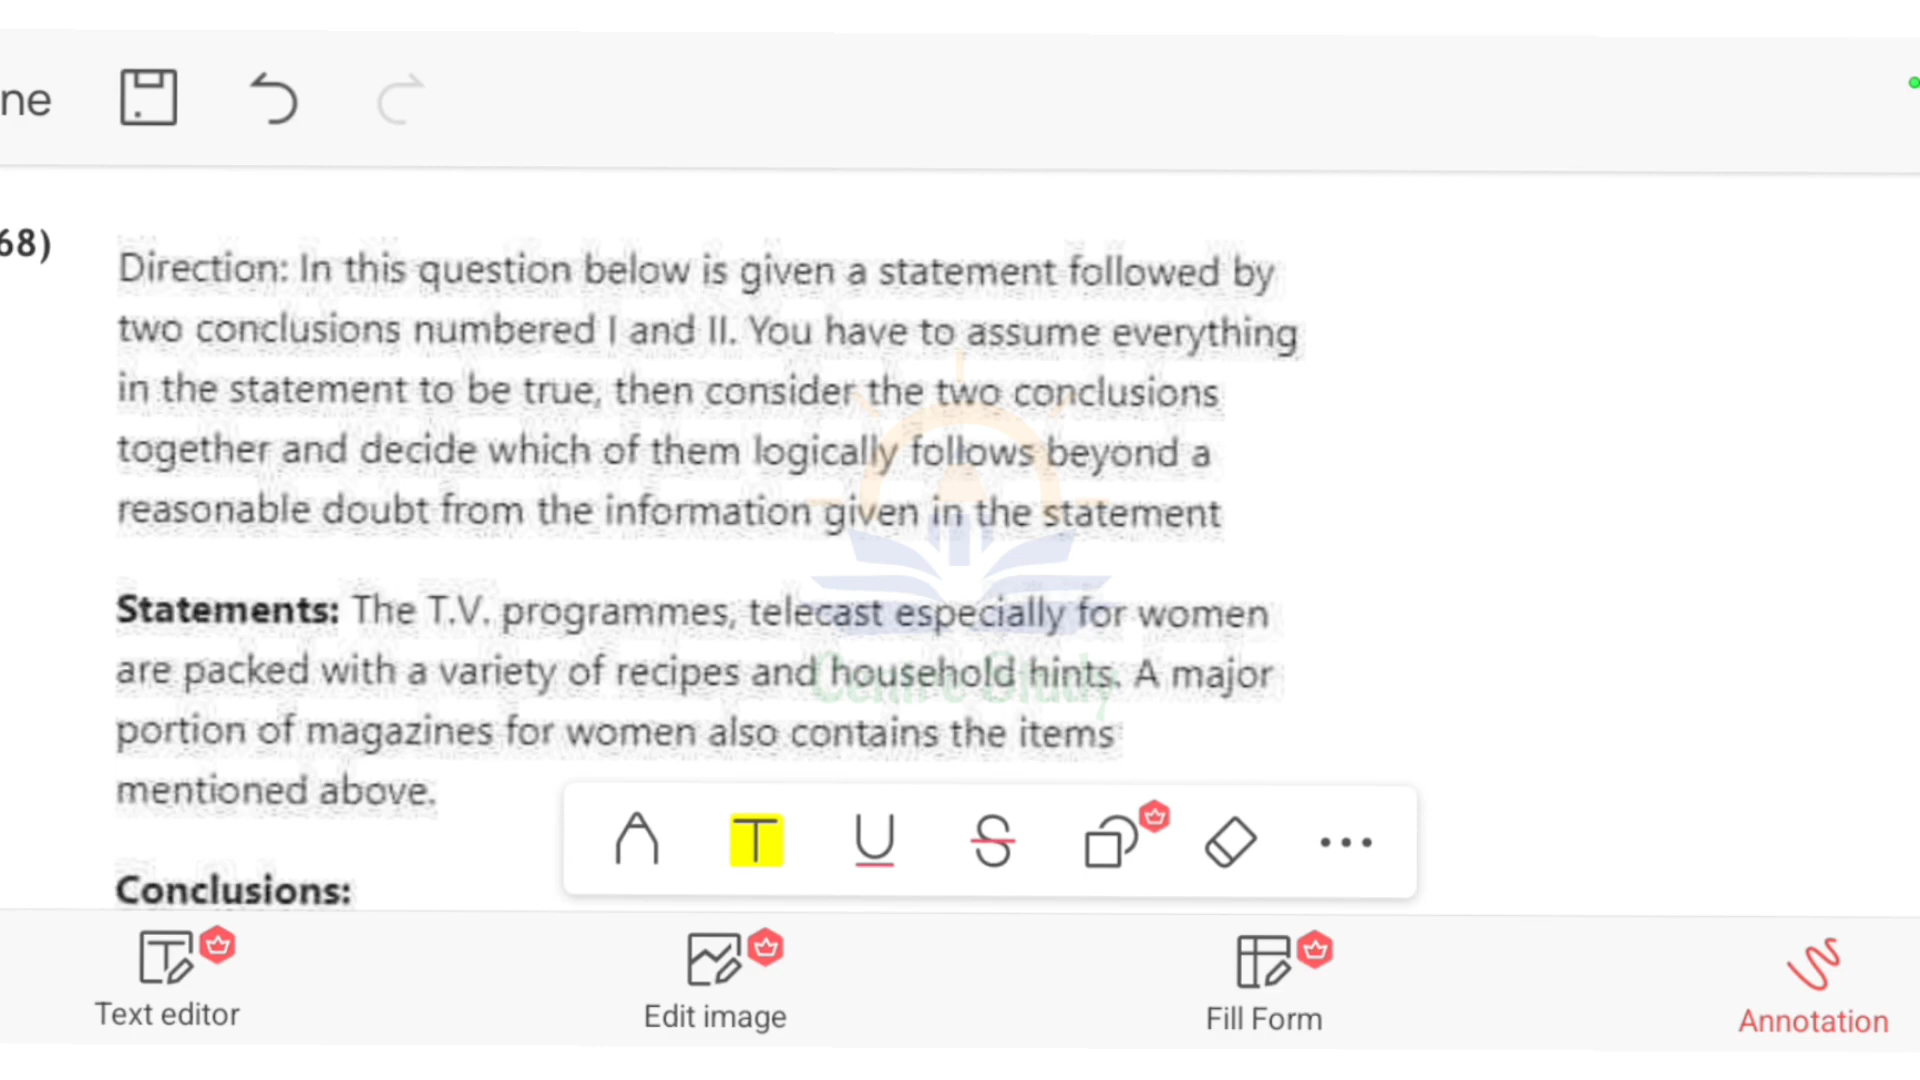 ne
68)
Direction: In this question below is given a statement followed by
two conclusions numbered I and II. You have to assume everything
in the statement to be true, then consider the two conclusions
together and decide which of them logically follows beyond a
reasonable doubt from the information given in the statement
Statements: The T.V. programmes, telecast especially for women
are packed with a variety of recipes and household hints. A major
portion of magazines for women also contains the items
mentioned above.
Conclusions:
Text editor
Edit image
Fill Form
Annotation